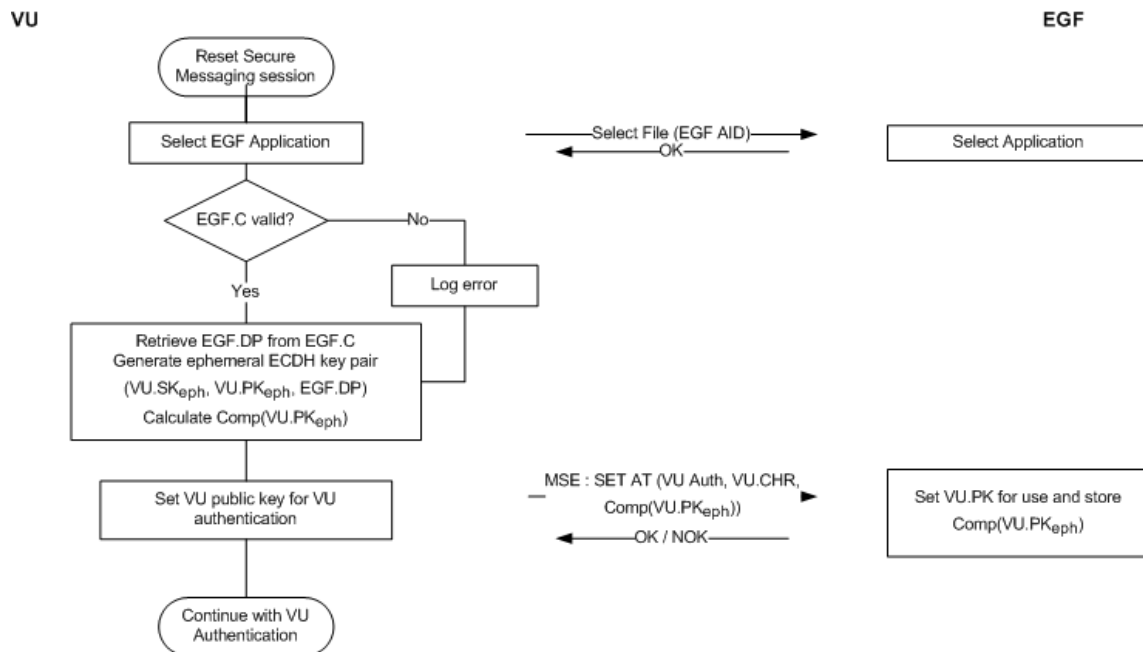 VU
EGF
Reset Secure
Messaging session
Select EGF Application
Select File (EGF AID)
OK
Select Application
EGF.C valid?
No
Log error
Yes
Retrieve EGF.DP from EGF.C
Generate ephemeral ECDH key pair
(VU.SKeph, VU.PKeph, EGF.DP)
Calculate Comp(VU.PKeph)
Set VU public key for VU
authentication
MSE : SET AT (VU Auth, VU.CHR,
Comp(VU.PKeph))
OK / NOK
Set VU.PK for use and store
Comp(VU.PKeph)
Continue with VU
Authentication